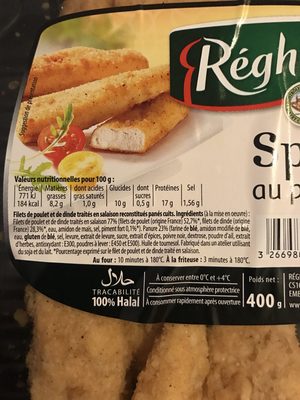 Régh
*Suggestion de présentation
Sp
au p
Valeurs nutritionnelles pour 100 g :
Énergie Matières dont acides Glucides dont Protéines Sel
771 kJ grasses gras saturés sucres
184 kcal 8,2 g 1,0 g 10 g 0,5 g 17 g 1,56 g
Filets de poulet et de dinde traités en salaison reconstitués panés cuits. Ingrédients (à la mise en oeuvre) :
Filets de poulet et de dinde traités en salaison 77% (filets de poulet (origine France) 52,7%*, filets de dinde (origine
France) 28,3%*, eau, amidon de maïs, sel, piment fort 0,1%*). Panure 23% (farine de blé, amidon modifié de blé,
eau, gluten de blé, sel, levure, extrait de levure, sucre, extrait d'épices, poivre noir, dextrose, poudre d'ail, extrait
d'herbes, antioxydant : E300, poudres à lever : E450 et E500). Huile de tournesol. Fabriqué dans un atelier utilisant
du soja et du lait. *Pourcentage exprimé sur le filet de poulet et de dinde traité en salaison.
Au four : 10 minutes à 180°C. À la friteuse : 3 minutes à 180°C.
حلال
TRACABILITÉ
100% Halal
À conserver entre 0°C et +4°C
Conditionné sous atmosphère protectrice
À consommer rapidement après ouverture
Poids net :
400 g
3 26698
RÉG
CS10
EMB
www